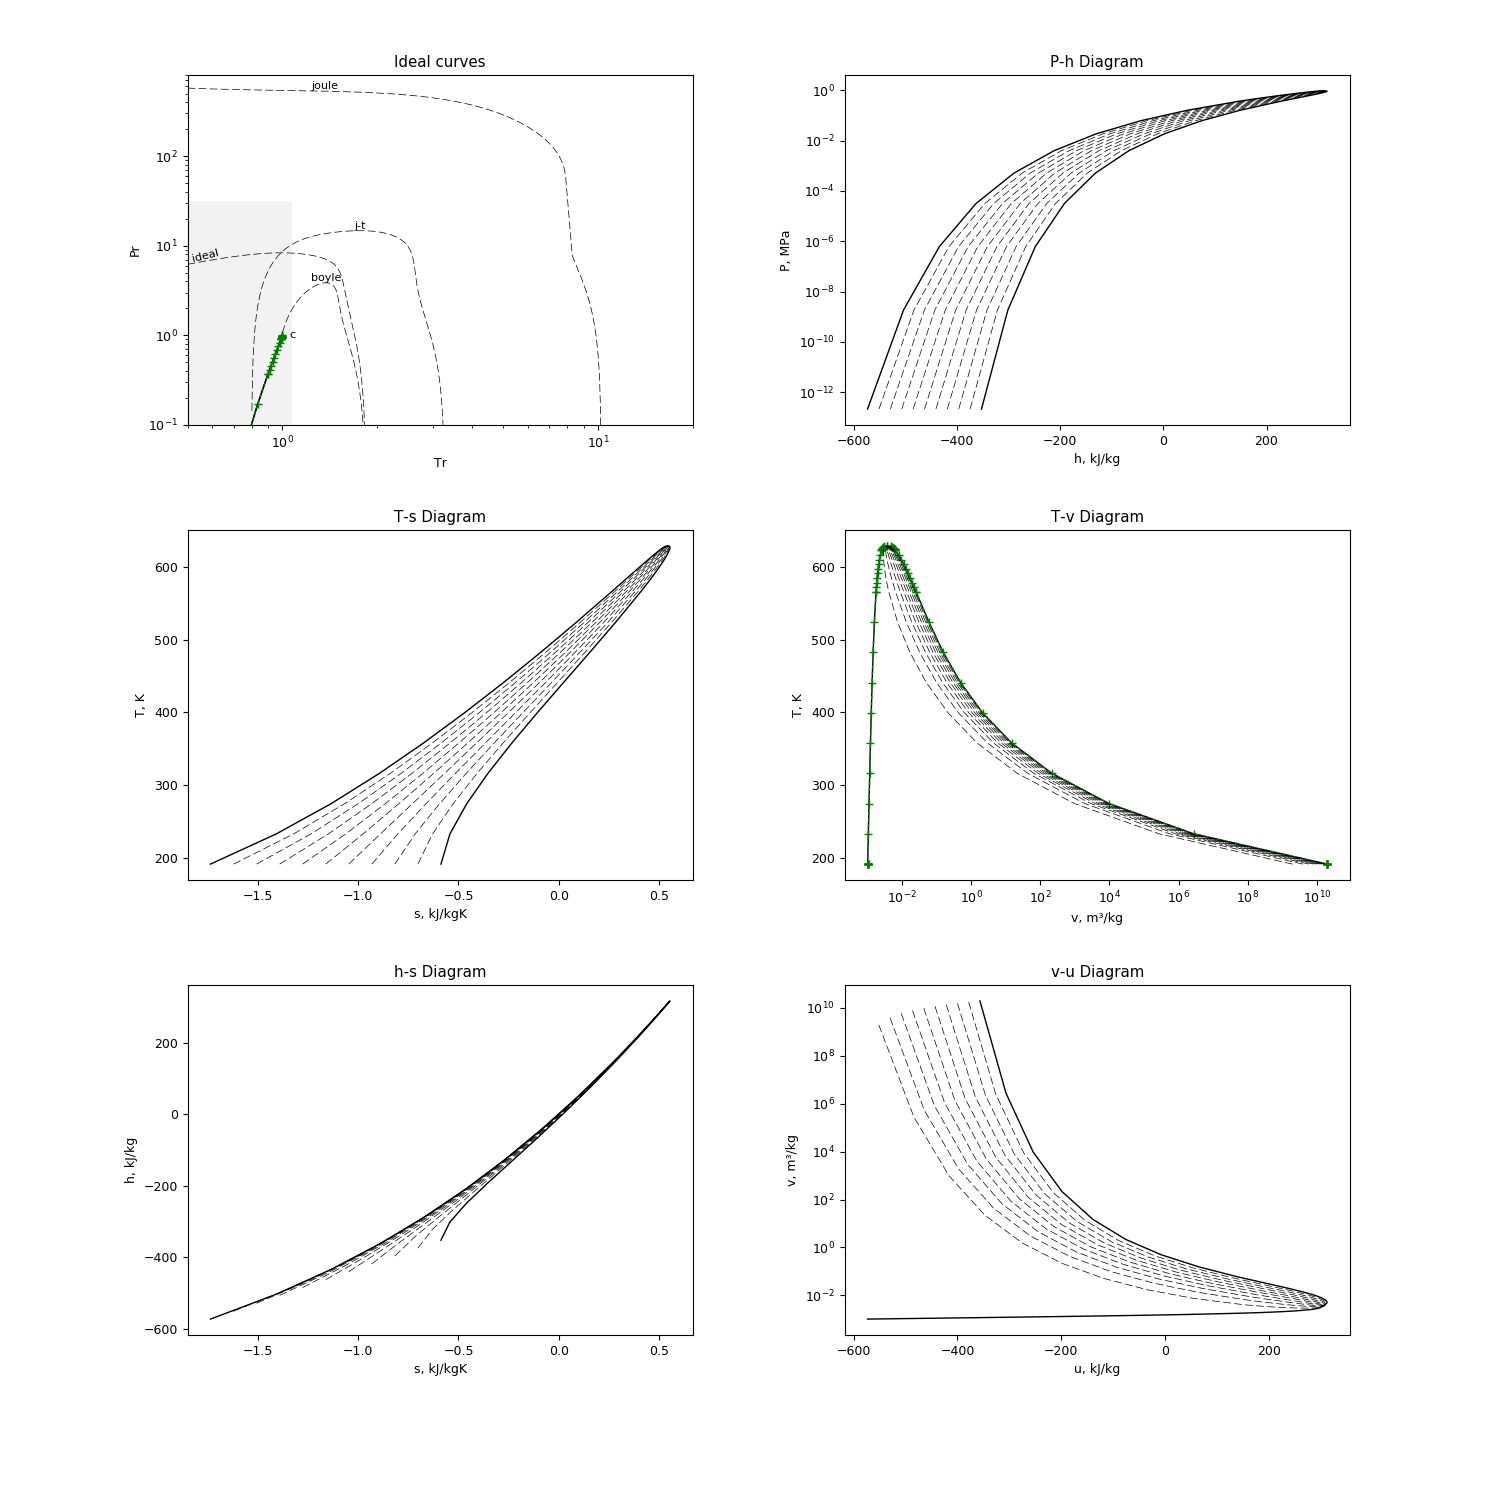 Ideal curves
joule
j-t
ideal
boyle
c
Pr
10²
10¹
10⁰
10⁻¹
10⁰ 10¹
Tr
P-h Diagram
P, MPa
10⁰
10⁻²
10⁻⁴
10⁻⁶
10⁻⁸
10⁻¹⁰
10⁻¹²
−600 −400 −200 0 200
h, kJ/kg
T-s Diagram
T, K
600
500
400
300
200
−1.5 −1.0 −0.5 0.0 0.5
s, kJ/kgK
T-v Diagram
T, K
600
500
400
300
200
10⁻² 10⁰ 10² 10⁴ 10⁶ 10⁸ 10¹⁰
v, m³/kg
h-s Diagram
h, kJ/kg
200
0
−200
−400
−600
−1.5 −1.0 −0.5 0.0 0.5
s, kJ/kgK
v-u Diagram
v, m³/kg
10¹⁰
10⁸
10⁶
10⁴
10²
10⁰
10⁻²
−600 −400 −200 0 200
u, kJ/kg